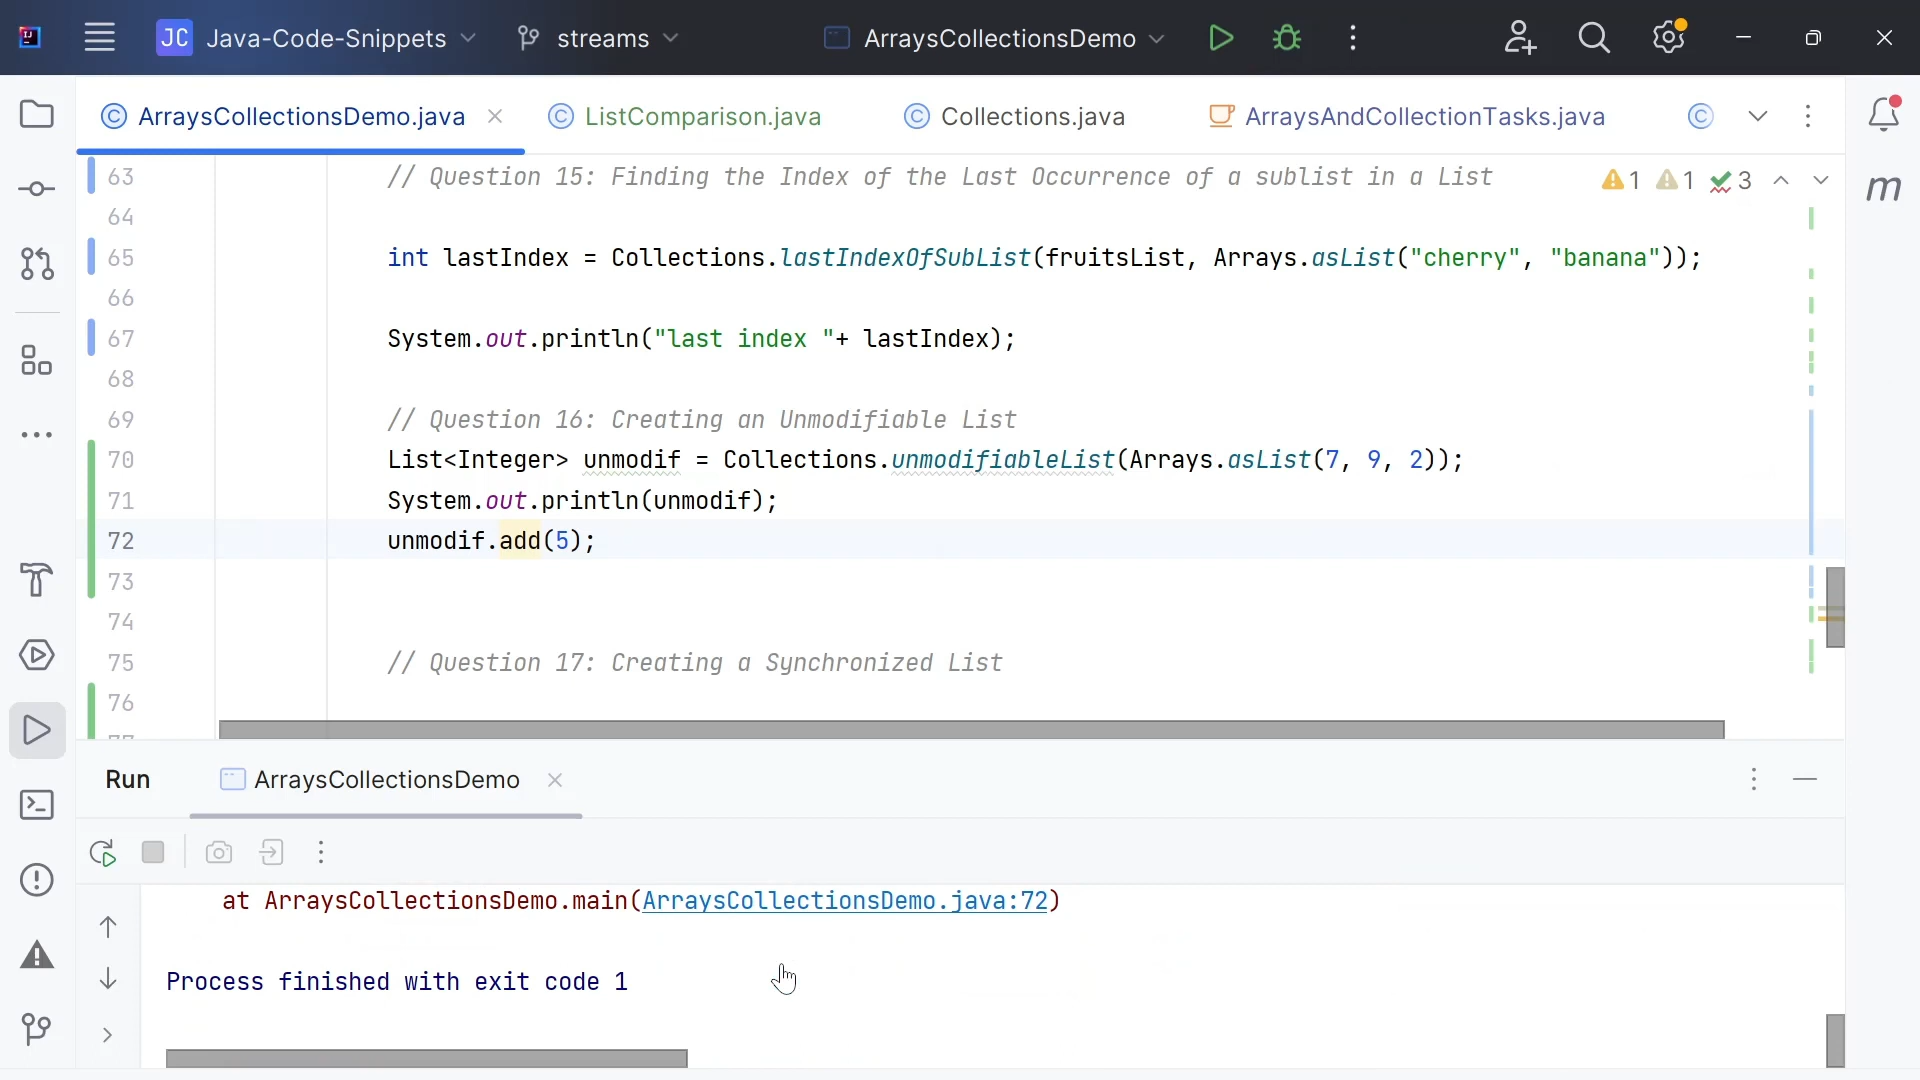 JC Java-Code-Snippets streams ArraysCollectionsDemo
ArraysCollectionsDemo.java ListComparison.java Collections.java ArraysAndCollectionTasks.java
63 // Question 15: Finding the Index of the Last Occurrence of a sublist in a List 1 1 3
64
65 int lastIndex = Collections.lastIndexOfSubList(fruitsList, Arrays.asList("cherry", "banana"));
66
67 System.out.println("last index "+ lastIndex);
68
69 // Question 16: Creating an Unmodifiable List
70 List<Integer> unmodif = Collections.unmodifiableList(Arrays.asList(7, 9, 2));
71 System.out.println(unmodif);
72 unmodif.add(5);
73
74
75 // Question 17: Creating a Synchronized List
76
77
Run ArraysCollectionsDemo
at ArraysCollectionsDemo.main(ArraysCollectionsDemo.java:72)
Process finished with exit code 1